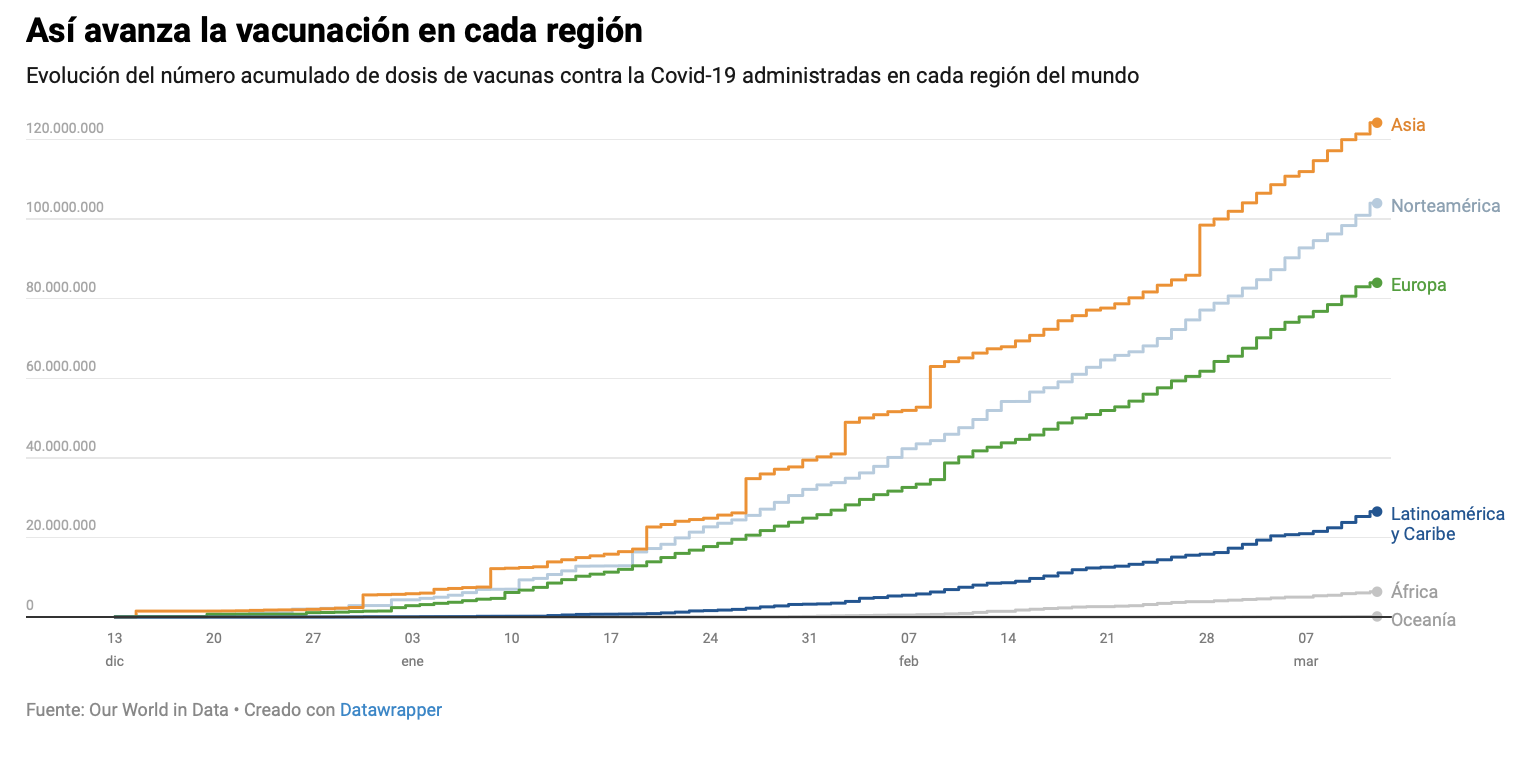 Así avanza la vacunación en cada región
Evolución del número acumulado de dosis de vacunas contra la Covid-19 administradas en cada región del mundo
120.000.000
100.000.000
80.000.000
60.000.000
40.000.000
20.000.000
0
Asia
Norteamérica
Europa
Latinoamérica
y Caribe
África
Oceanía
13 20 27 03 10 17 24 31 07 14 21 28 07
dic ene feb mar
Fuente: Our World in Data • Creado con Datawrapper